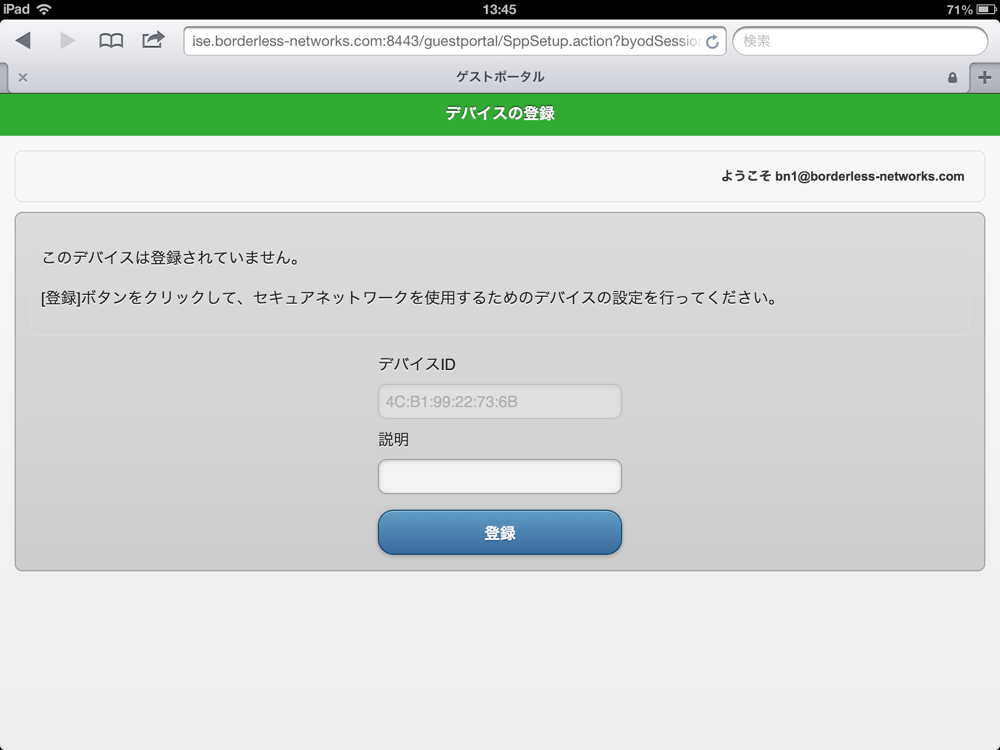 iPad
13:45
71%
ise.borderless-networks.com:8443/guestportal/SppSetup.action?byodSession
検索
ゲストポータル
デバイスの登録
ようこそ bn1@borderless-networks.com
このデバイスは登録されていません。
[登録]ボタンをクリックして、セキュアネットワークを使用するためのデバイスの設定を行ってください。
デバイスID
4C:B1:99:22:73:6B
説明
登録